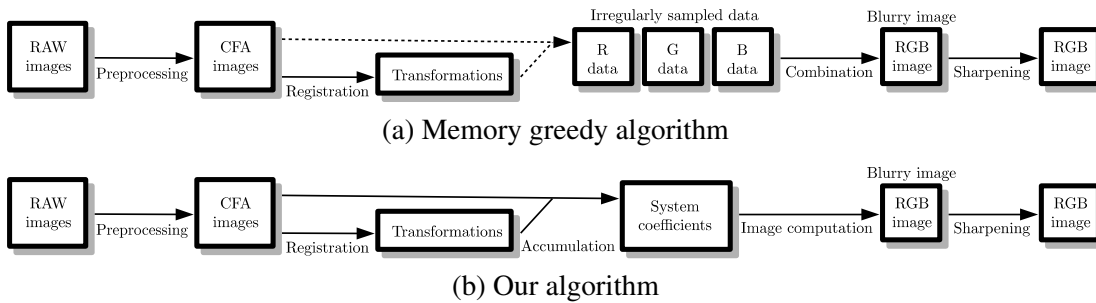 Irregularly sampled data
Blurry image
RAW
images
Preprocessing
CFA
images
Registration
Transformations
R
data
G
data
B
data
Combination
RGB
image
Sharpening
RGB
image
(a) Memory greedy algorithm
Blurry image
RAW
images
Preprocessing
CFA
images
Registration
Transformations
Accumulation
System
coefficients
Image computation
RGB
image
Sharpening
RGB
image
(b) Our algorithm